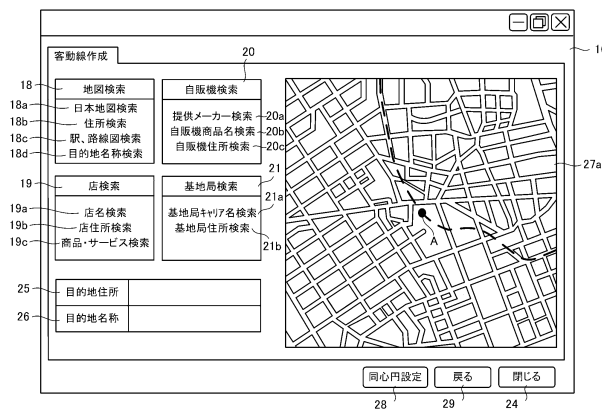 客動線作成
20
18
地図検索
自販機検索
18a
日本地図検索
18b
住所検索
18c
駅、路線図検索
18d
目的地名称検索
提供メーカー検索
20a
自販機商品名検索
20b
自販機住所検索
20c
27a
19
店検索
基地局検索
21
19a
店名検索
19b
店住所検索
19c
商品・サービス検索
基地局キャリア名検索
21a
基地局住所検索
21b
A
25
目的地住所
26
目的地名称
同心円設定
戻る
閉じる
28
29
24